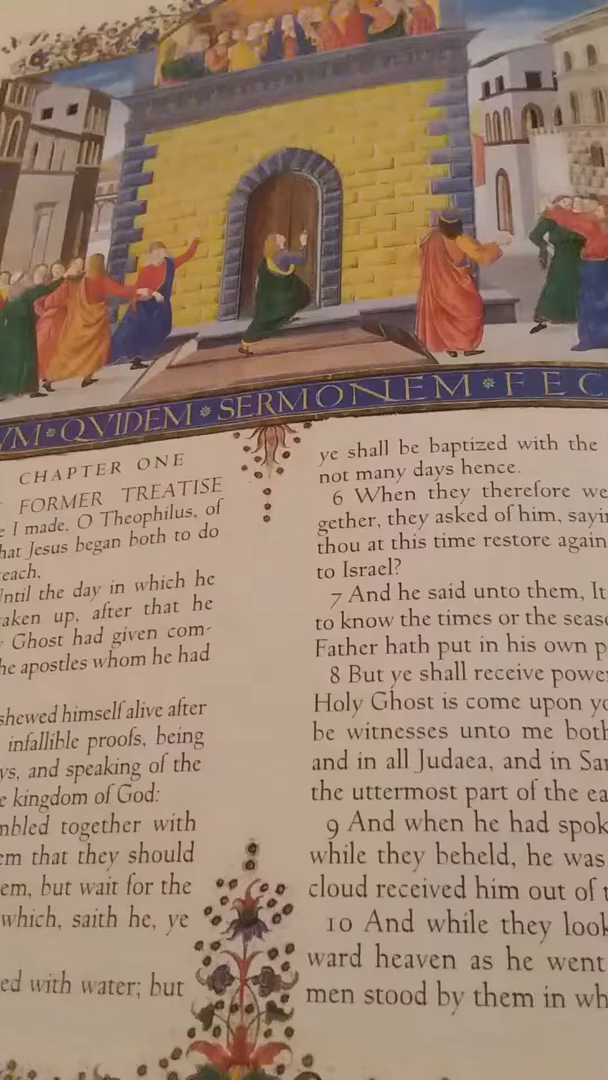 VM * QVIDEM * SERMONEM * FEC
CHAPTER ONE
FORMER TREATISE
e I made, O Theophilus, of
hat Jesus began both to do
teach,
Until the day in which he
taken up, after that he
y Ghost had given com-
he apostles whom he had
shewed himself alive after
infallible proofs, being
ys, and speaking of the
e kingdom of God:
mbled together with
em that they should
em, but wait for the
which, saith he, ye
ed with water; but
ye shall be baptized with the
not many days hence.
6 When they therefore we
gether, they asked of him, sayin
thou at this time restore again
to Israel?
7 And he said unto them, It
to know the times or the seaso
Father hath put in his own p
8 But ye shall receive power
Holy Ghost is come upon yo
be witnesses unto me both
and in all Judaea, and in Sam
the uttermost part of the ea
9 And when he had spok
while they beheld, he was
cloud received him out of t
10 And while they look
ward heaven as he went
men stood by them in wh